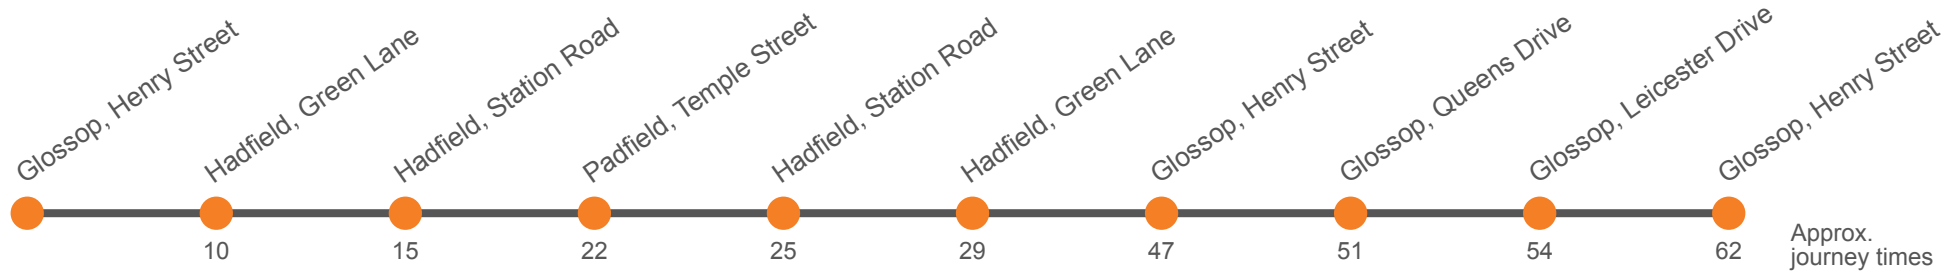 Glossop, Henry Street
Hadfield, Green Lane
Hadfield, Station Road
Padfield, Temple Street
Hadfield, Station Road
Hadfield, Green Lane
Glossop, Henry Street
Glossop, Queens Drive
Glossop, Leicester Drive
Glossop, Henry Street
10
15
22
25
29
47
51
54
62
Approx.
journey times